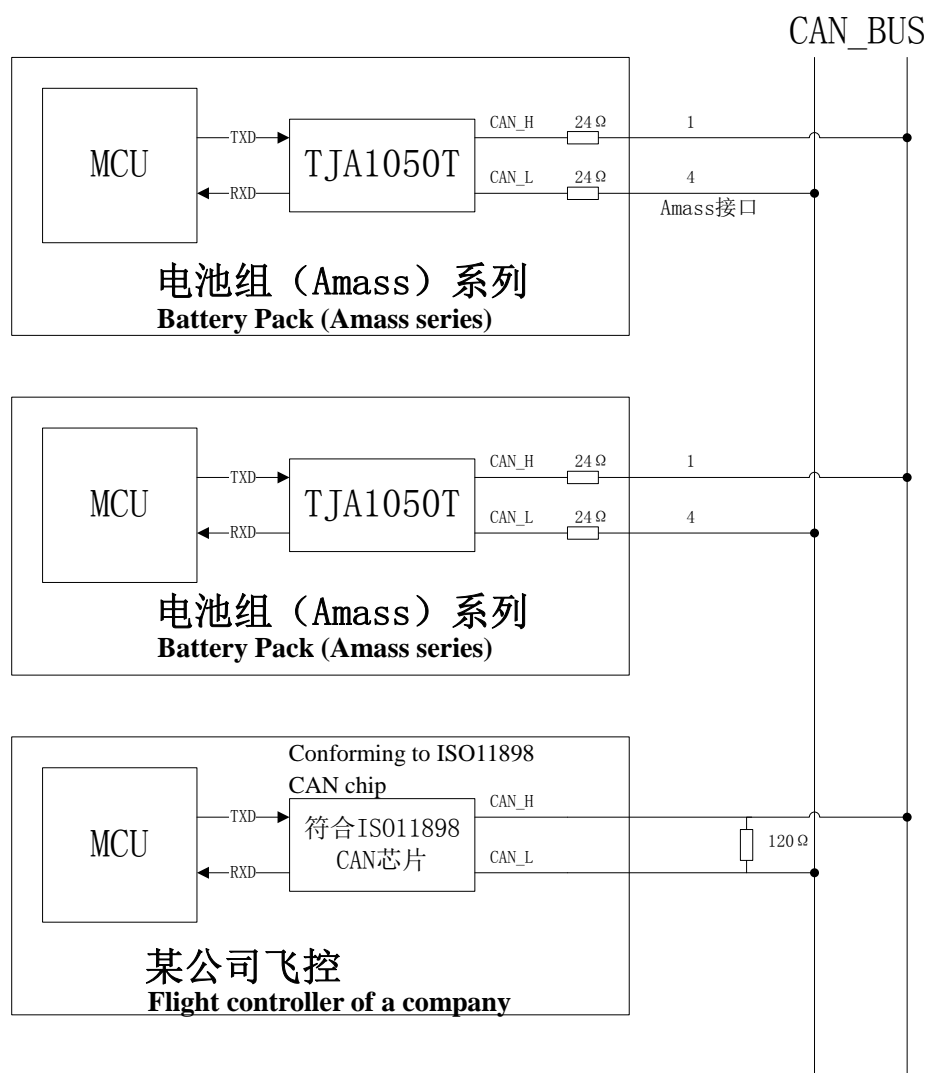 CAN_BUS
MCU
TXD
RXD
TJA1050T
CAN_H
24Ω
1
CAN_L
24Ω
4
Amass接口
电池组（Amass）系列
Battery Pack (Amass series)
MCU
TXD
RXD
TJA1050T
CAN_H
24Ω
1
CAN_L
24Ω
4
电池组（Amass）系列
Battery Pack (Amass series)
Conforming to ISO11898
CAN chip
MCU
TXD
RXD
符合ISO11898
CAN芯片
CAN_H
CAN_L
120Ω
某公司飞控
Flight controller of a company